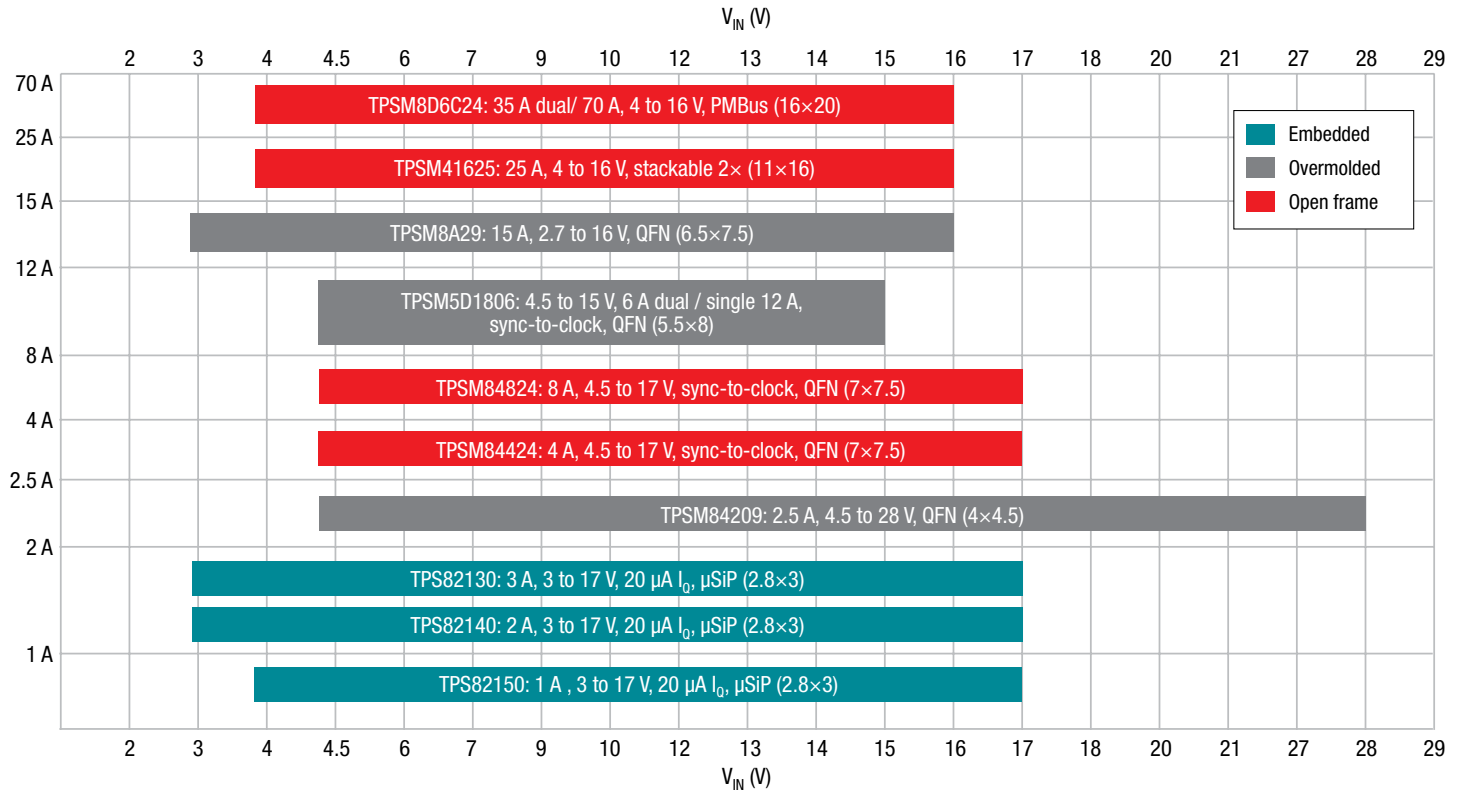 V_IN (V)
2 3 4 4.5 6 7 9 10 12 13 14 15 16 17 18 20 21 27 28 29
70 A
TPSM8D6C24: 35 A dual/ 70 A, 4 to 16 V, PMBus (16×20)
Embedded
Overmolded
Open frame
25 A
TPSM41625: 25 A, 4 to 16 V, stackable 2× (11×16)
15 A
TPSM8A29: 15 A, 2.7 to 16 V, QFN (6.5×7.5)
12 A
TPSM5D1806: 4.5 to 15 V, 6 A dual / single 12 A,
sync-to-clock, QFN (5.5×8)
8 A
TPSM84824: 8 A, 4.5 to 17 V, sync-to-clock, QFN (7×7.5)
4 A
TPSM84424: 4 A, 4.5 to 17 V, sync-to-clock, QFN (7×7.5)
2.5 A
TPSM84209: 2.5 A, 4.5 to 28 V, QFN (4×4.5)
2 A
TPS82130: 3 A, 3 to 17 V, 20 µA I_Q, µSiP (2.8×3)
TPS82140: 2 A, 3 to 17 V, 20 µA I_Q, µSiP (2.8×3)
1 A
TPS82150: 1 A , 3 to 17 V, 20 µA I_Q, µSiP (2.8×3)
2 3 4 4.5 6 7 9 10 12 13 14 15 16 17 18 20 21 27 28 29
V_IN (V)